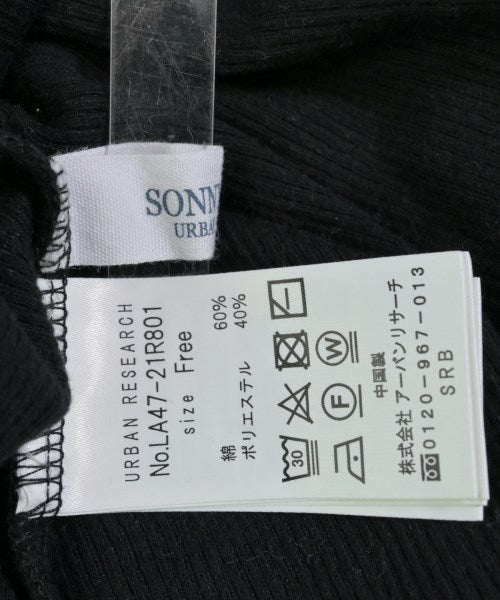 SONN
URBA
URBAN RESEARCH
No.LA47-21R801
size Free
綿 60%
ポリエステル 40%
30
W
F
中国製
株式会社 アーバンリサーチ
0120-967-013
SRB